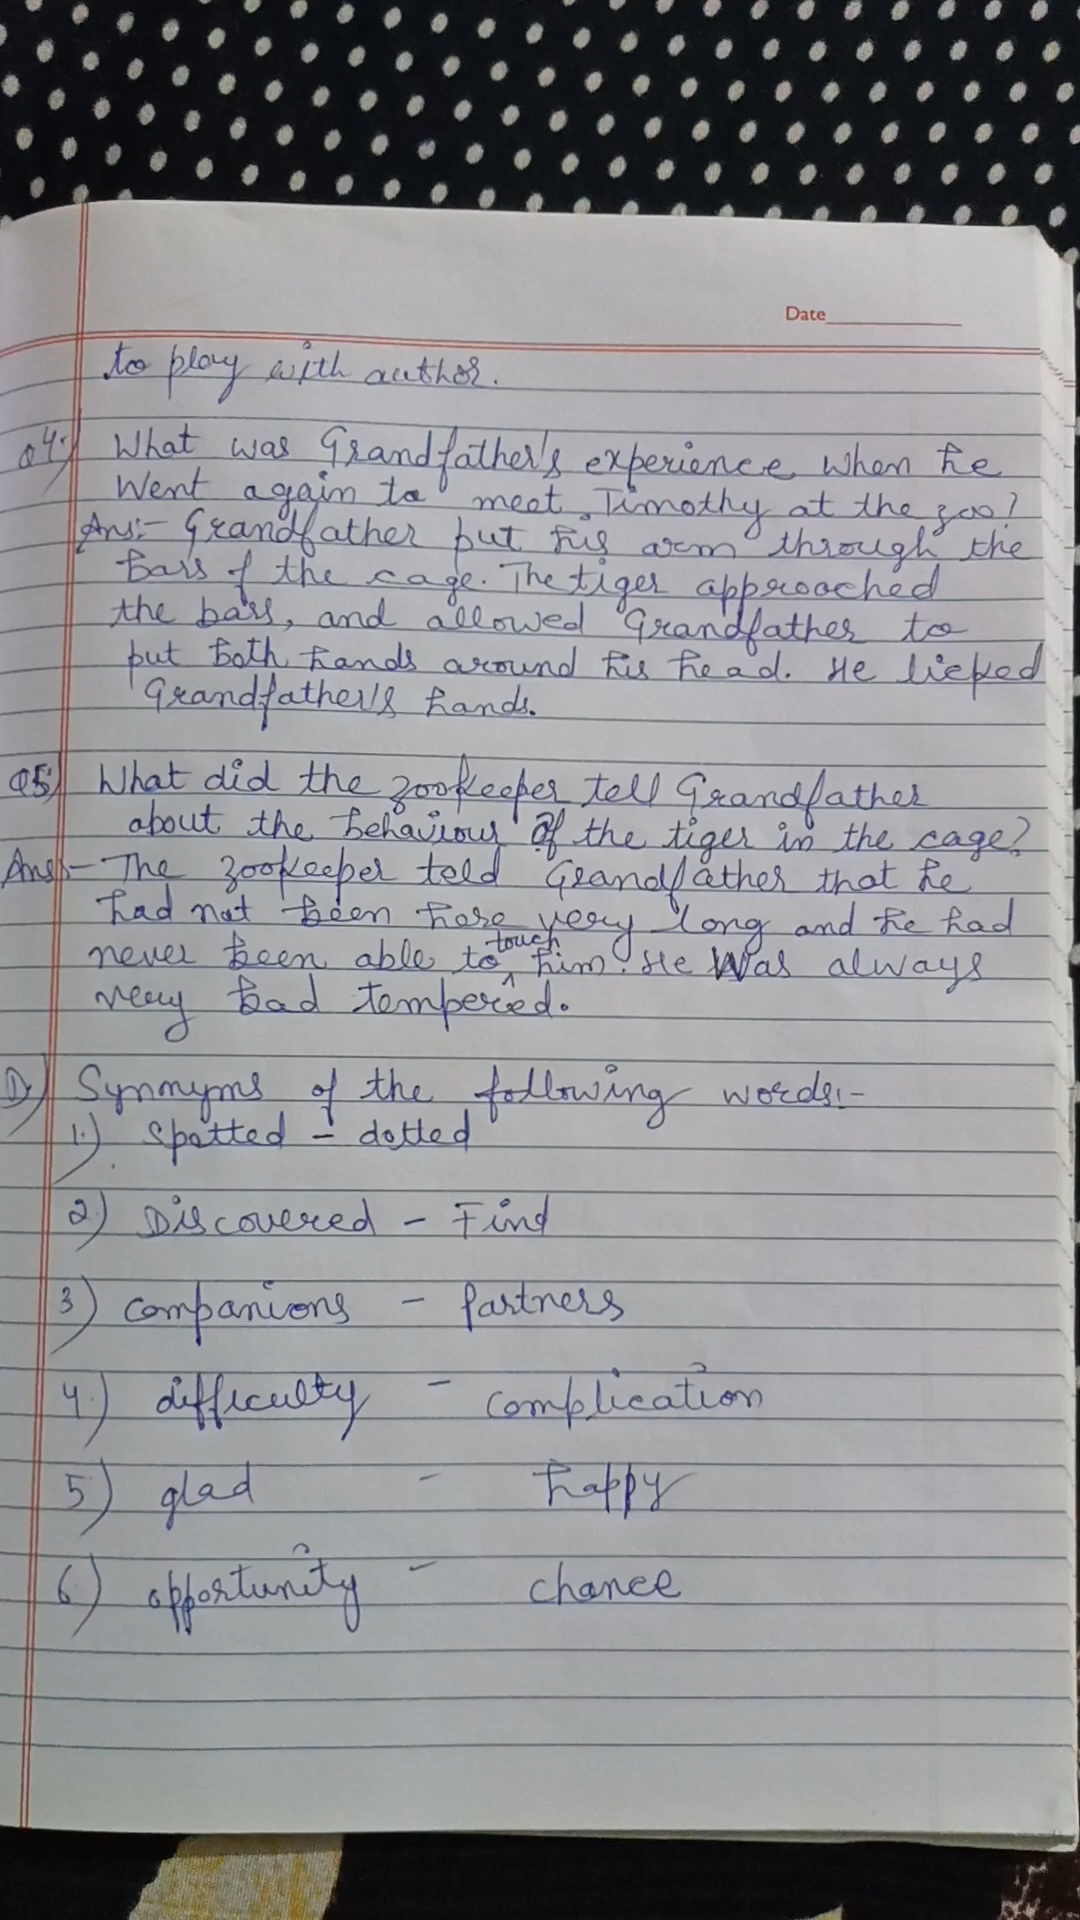 Date
to play with author.
Q4) What was Grandfather's experience when he
went again to meet Timothy at the zoo?
Ans:- Grandfather put his arm through the
bars of the cage. The tiger approached
the bars, and allowed Grandfather to
put both hands around his head. He licked
Grandfather's hands.
Q5) What did the zookeeper tell Grandfather
about the behaviour of the tiger in the cage?
Ans:- The zookeeper told Grandfather that he
had not been here very long and he had
never been able to touch him. He was always
very bad tempered.
D) Synonyms of the following words:-
1.) Spotted - dotted
2.) Discovered - Find
3) companions - Partners
4.) difficulty - complication
5) glad - happy
6) opportunity - chance